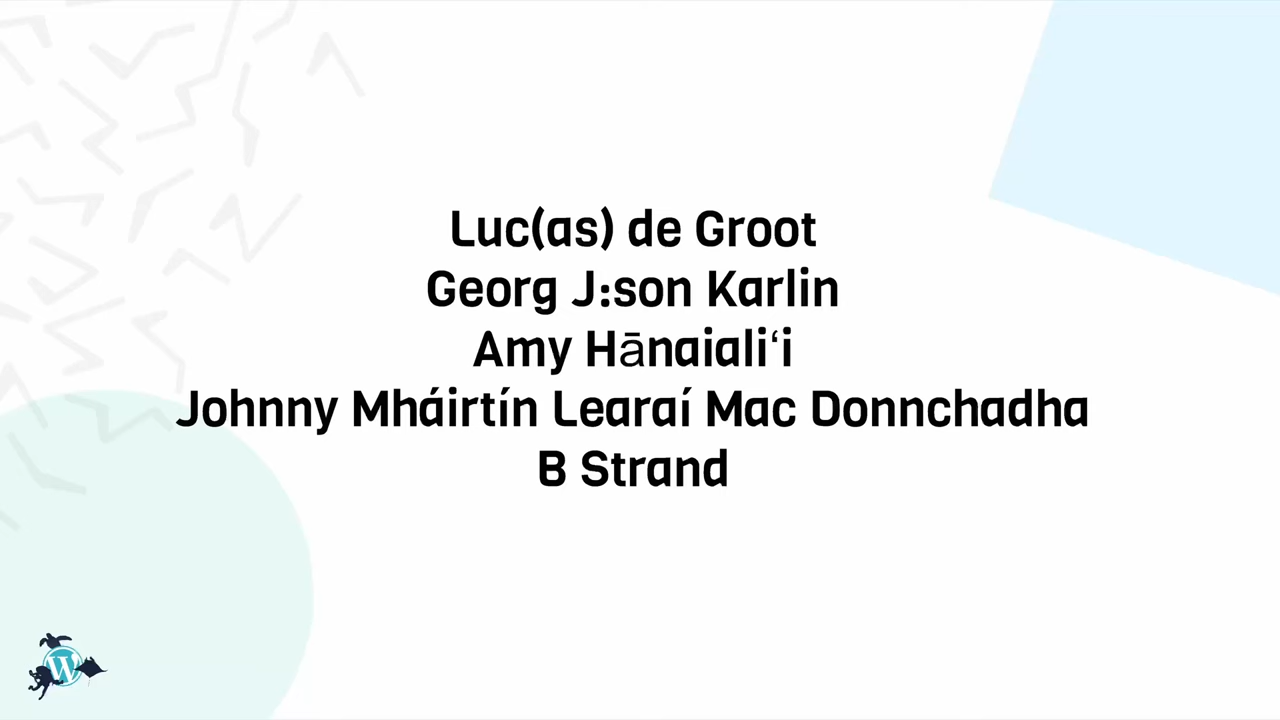 Luc(as) de Groot
Georg J:son Karlin
Amy Hānaialiʻi
Johnny Mháirtín Learaí Mac Donnchadha
B Strand
W